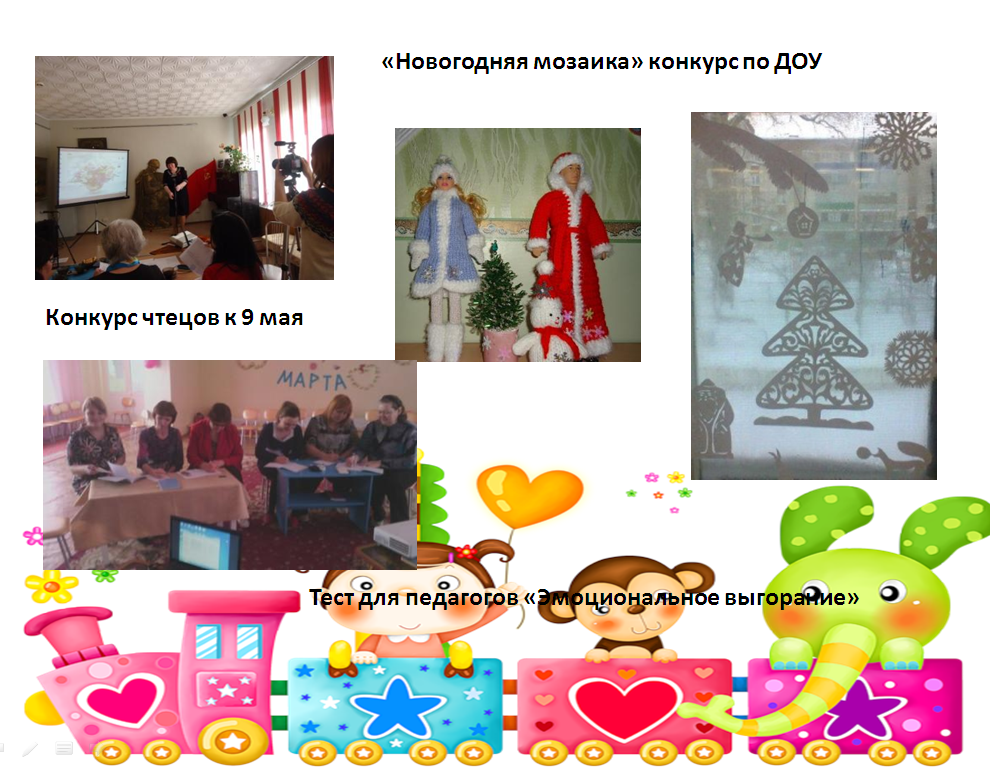 «Новогодняя мозаика» конкурс по ДОУ
Конкурс чтецов к 9 мая
МАРТА
Тест для педагогов «Эмоциональное выгорание»